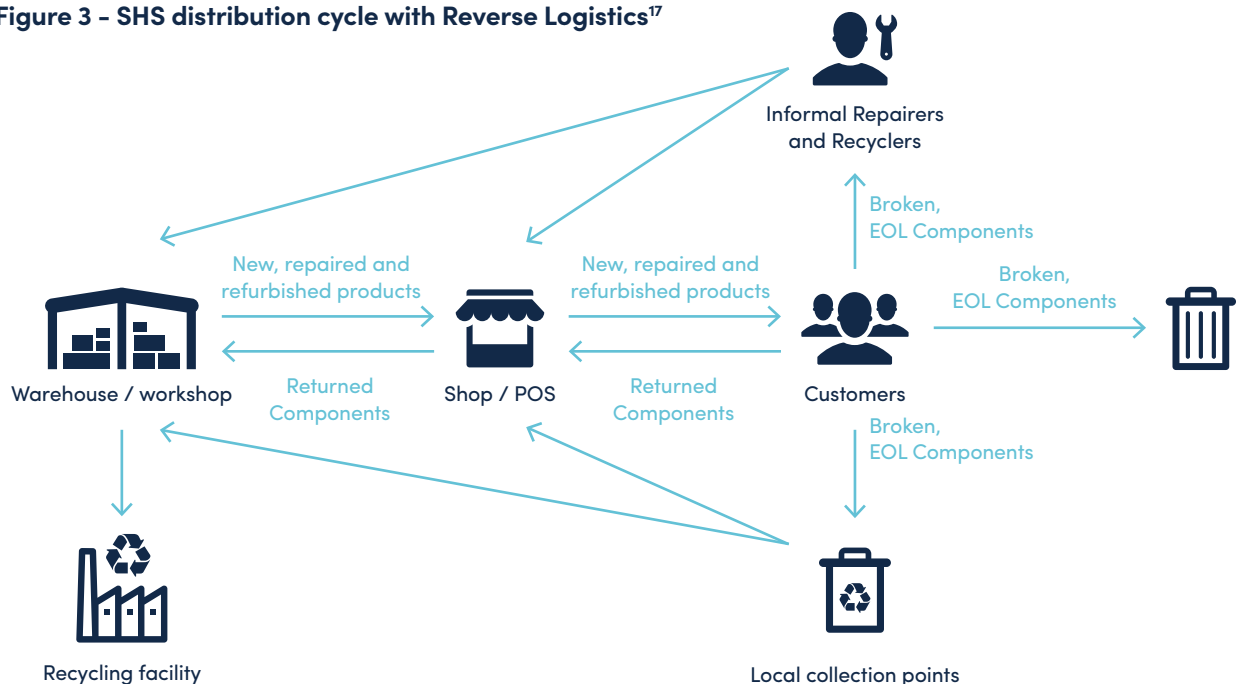 Figure 3 - SHS distribution cycle with Reverse Logistics¹⁷
Informal Repairers
and Recyclers
Broken,
EOL Components
New, repaired and
refurbished products
New, repaired and
refurbished products
Broken,
EOL Components
Warehouse / workshop
Returned
Components
Shop / POS
Returned
Components
Customers
Broken,
EOL Components
Recycling facility
Local collection points